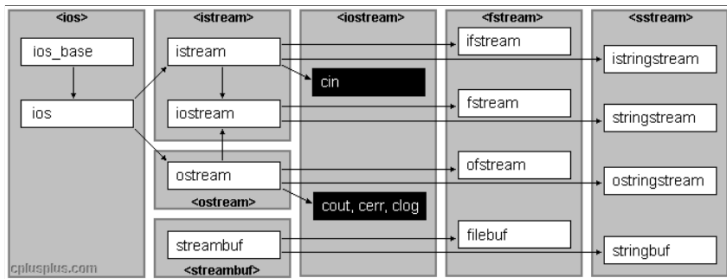 <ios>
ios_base
ios
<istream>
istream
iostream
ostream
<ostream>
streambuf
<streambuf>
<iostream>
cin
cout, cerr, clog
<fstream>
ifstream
fstream
ofstream
filebuf
<sstream>
istringstream
stringstream
ostringstream
stringbuf
cplusplus.com